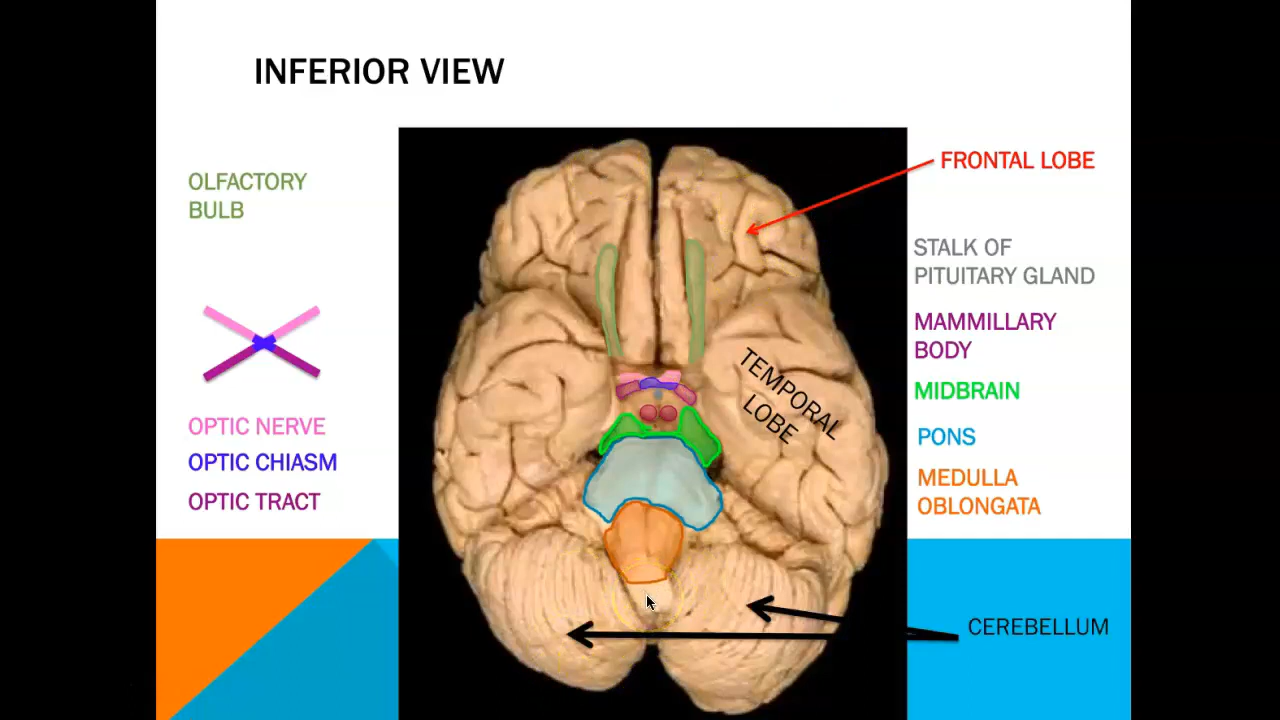 INFERIOR VIEW
OLFACTORY
BULB
OPTIC NERVE
OPTIC CHIASM
OPTIC TRACT
TEMPORAL
LOBE
FRONTAL LOBE
STALK OF
PITUITARY GLAND
MAMMILLARY
BODY
MIDBRAIN
PONS
MEDULLA
OBLONGATA
CEREBELLUM